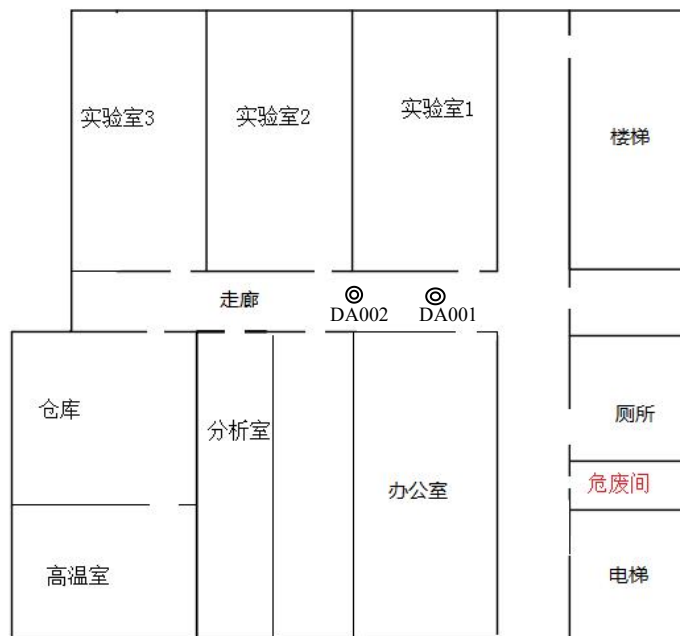 实验室3
实验室2
实验室1
楼梯
走廊
DA002
DA001
仓库
分析室
厕所
办公室
危废间
高温室
电梯